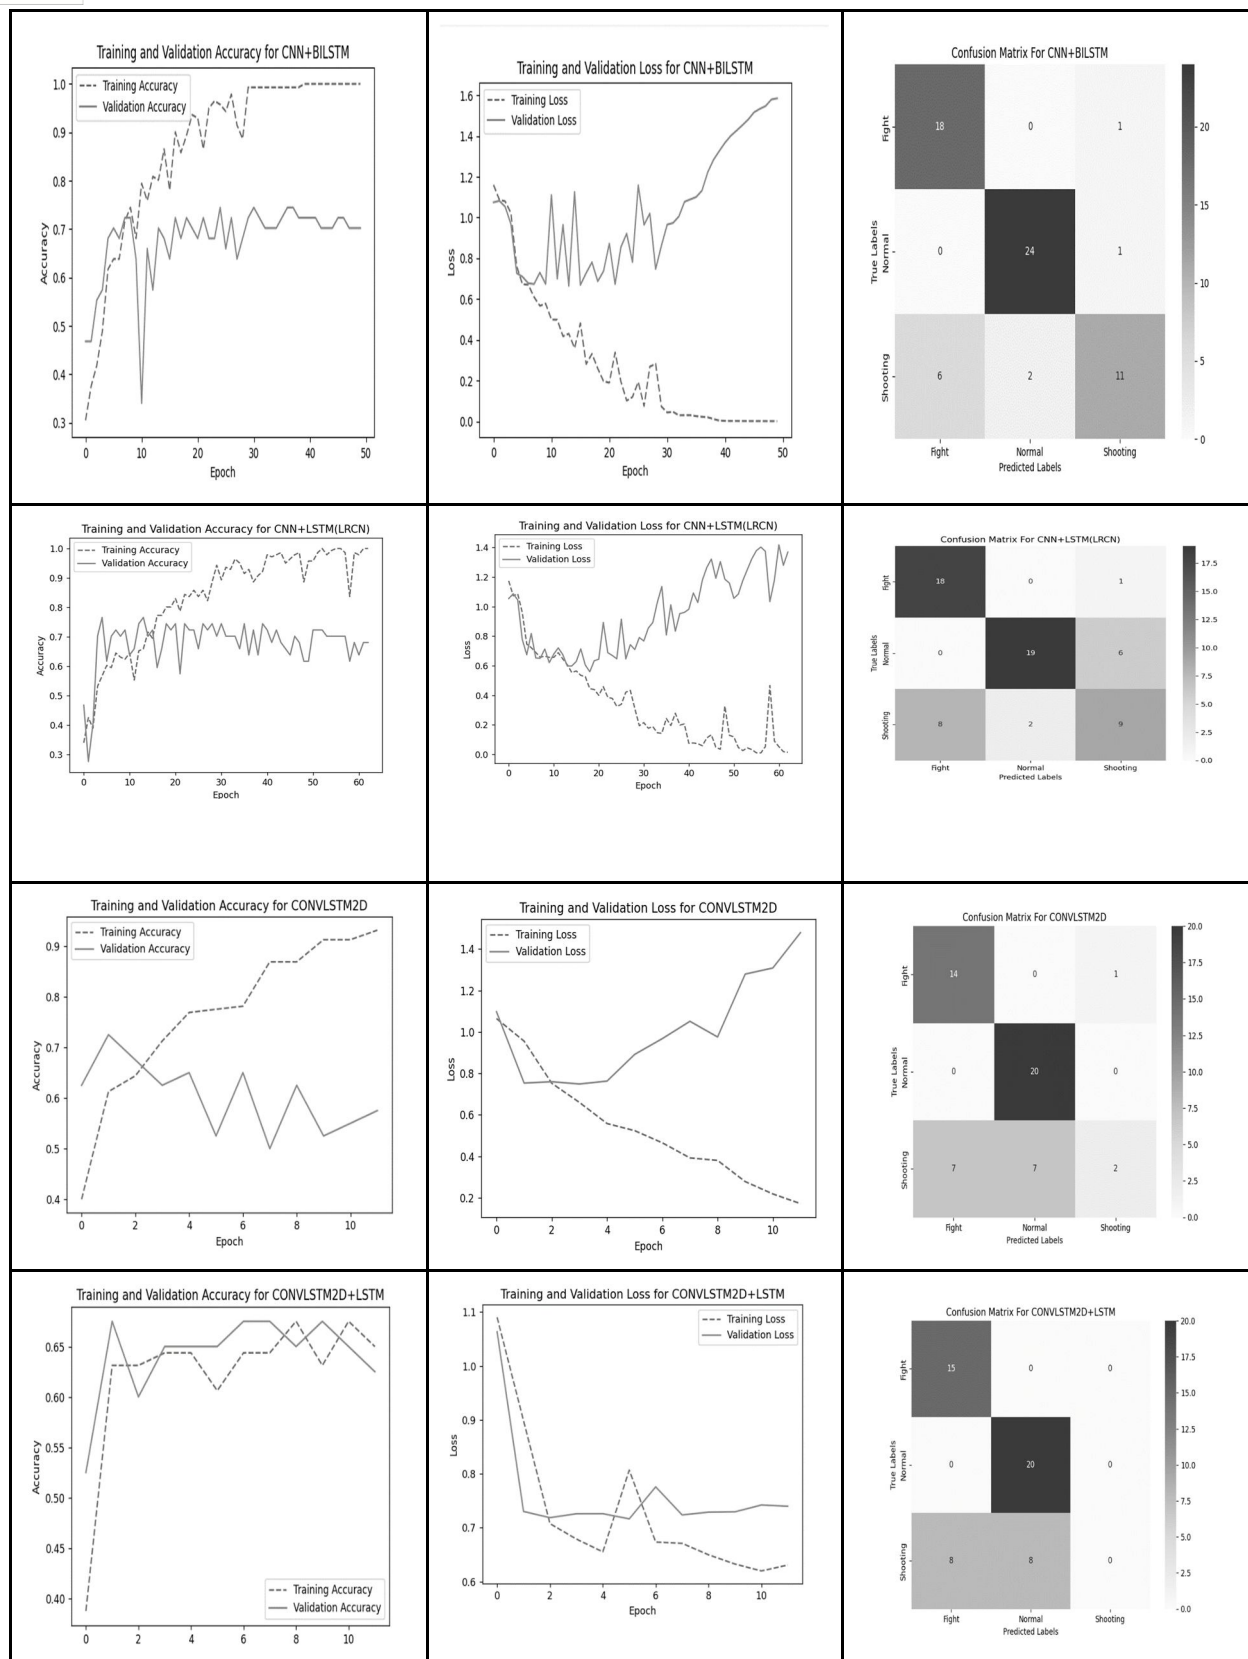 Training and Validation Accuracy for CNN+BILSTM
Training Accuracy
Validation Accuracy
1.0
0.9
0.8
0.7
0.6
0.5
0.4
0.3
Accuracy
0 10 20 30 40 50
Epoch
Training and Validation Loss for CNN+BILSTM
Training Loss
Validation Loss
1.6
1.4
1.2
1.0
0.8
0.6
0.4
0.2
0.0
Loss
0 10 20 30 40 50
Epoch
Confusion Matrix For CNN+BILSTM
Fight 18 0 1
True Labels
Normal 0 24 1
Shooting 6 2 11
Fight Normal Shooting
Predicted Labels
20
15
10
5
0
Training and Validation Accuracy for CNN+LSTM(LRCN)
Training Accuracy
Validation Accuracy
1.0
0.9
0.8
0.7
0.6
0.5
0.4
0.3
Accuracy
0 10 20 30 40 50 60
Epoch
Training and Validation Loss for CNN+LSTM(LRCN)
Training Loss
Validation Loss
1.4
1.2
1.0
0.8
0.6
0.4
0.2
0.0
Loss
0 10 20 30 40 50 60
Epoch
Confusion Matrix For CNN+LSTM(LRCN)
Fight 18 0 1
True Labels
Normal 0 19 6
Shooting 8 2 9
Fight Normal Shooting
Predicted Labels
17.5
15.0
12.5
10.0
7.5
5.0
2.5
0.0
Training and Validation Accuracy for CONVLSTM2D
Training Accuracy
Validation Accuracy
0.9
0.8
0.7
0.6
0.5
0.4
Accuracy
0 2 4 6 8 10
Epoch
Training and Validation Loss for CONVLSTM2D
Training Loss
Validation Loss
1.4
1.2
1.0
0.8
0.6
0.4
0.2
Loss
0 2 4 6 8 10
Epoch
Confusion Matrix For CONVLSTM2D
Fight 14 0 1
True Labels
Normal 0 20 0
Shooting 7 7 2
Fight Normal Shooting
Predicted Labels
20.0
17.5
15.0
12.5
10.0
7.5
5.0
2.5
0.0
Training and Validation Accuracy for CONVLSTM2D+LSTM
0.65
0.60
0.55
0.50
0.45
0.40
Accuracy
Training Accuracy
Validation Accuracy
0 2 4 6 8 10
Training and Validation Loss for CONVLSTM2D+LSTM
Training Loss
Validation Loss
1.1
1.0
0.9
0.8
0.7
0.6
Loss
0 2 4 6 8 10
Epoch
Confusion Matrix For CONVLSTM2D+LSTM
Fight 15 0 0
True Labels
Normal 0 20 0
Shooting 8 8 0
Fight Normal Shooting
Predicted Labels
20.0
17.5
15.0
12.5
10.0
7.5
5.0
2.5
0.0